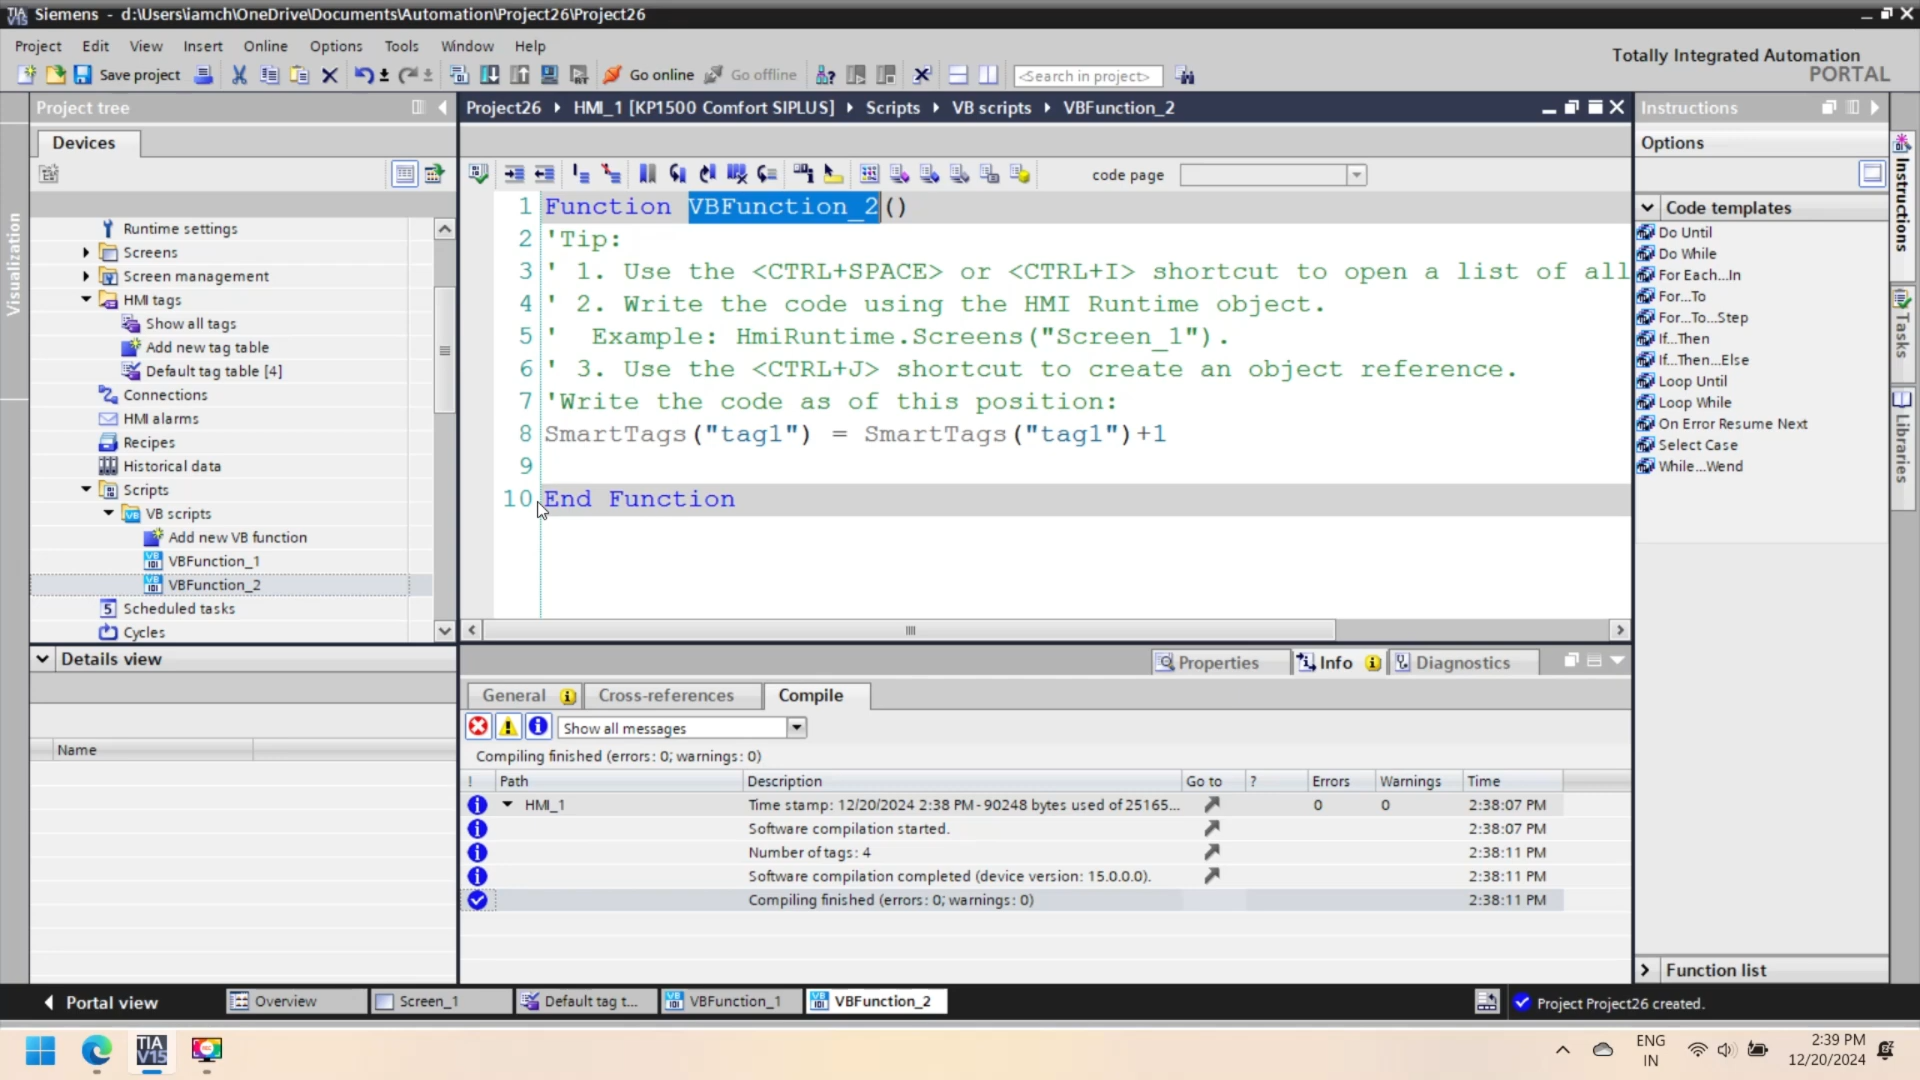 Siemens - d:\Users\iamch\OneDrive\Documents\Automation\Project26\Project26
Project Edit View Insert Online Options Tools Window Help
Totally Integrated Automation
PORTAL
Save project
Go online
Go offline
<Search in project>
Project tree
Project26 HMI_1 [KP1500 Comfort SIPLUS] Scripts VB scripts VBFunction_2
Instructions
Devices
Options
code page
Visualization
Runtime settings
Screens
Screen management
HMI tags
Show all tags
Add new tag table
Default tag table [4]
Connections
HMI alarms
Recipes
Historical data
Scripts
VB scripts
Add new VB function
VBFunction_1
VBFunction_2
Scheduled tasks
Cycles
1 Function VBFunction_2()
2 'Tip:
3 ' 1. Use the <CTRL+SPACE> or <CTRL+I> shortcut to open a list of all
4 ' 2. Write the code using the HMI Runtime object.
5 '  Example: HmiRuntime.Screens("Screen_1").
6 ' 3. Use the <CTRL+J> shortcut to create an object reference.
7 'Write the code as of this position:
8 SmartTags("tag1") = SmartTags("tag1")+1
9
10 End Function
Code templates
Do Until
Do While
For Each...In
For...To
For...To...Step
If...Then
If...Then...Else
Loop Until
Loop While
On Error Resume Next
Select Case
While...Wend
Function list
Instructions
Tasks
Libraries
Details view
Name
Properties Info Diagnostics
General Cross-references Compile
Show all messages
Compiling finished (errors: 0; warnings: 0)
! Path Description Go to ? Errors Warnings Time
HMI_1 Time stamp: 12/20/2024 2:38 PM - 90248 bytes used of 25165... 0 0 2:38:07 PM
Software compilation started. 2:38:07 PM
Number of tags: 4 2:38:11 PM
Software compilation completed (device version: 15.0.0.0). 2:38:11 PM
Compiling finished (errors: 0; warnings: 0) 2:38:11 PM
Portal view
Overview
Screen_1
Default tag t...
VBFunction_1
VBFunction_2
Project Project26 created.
TIA
V15
ENG
IN
2:39 PM
12/20/2024